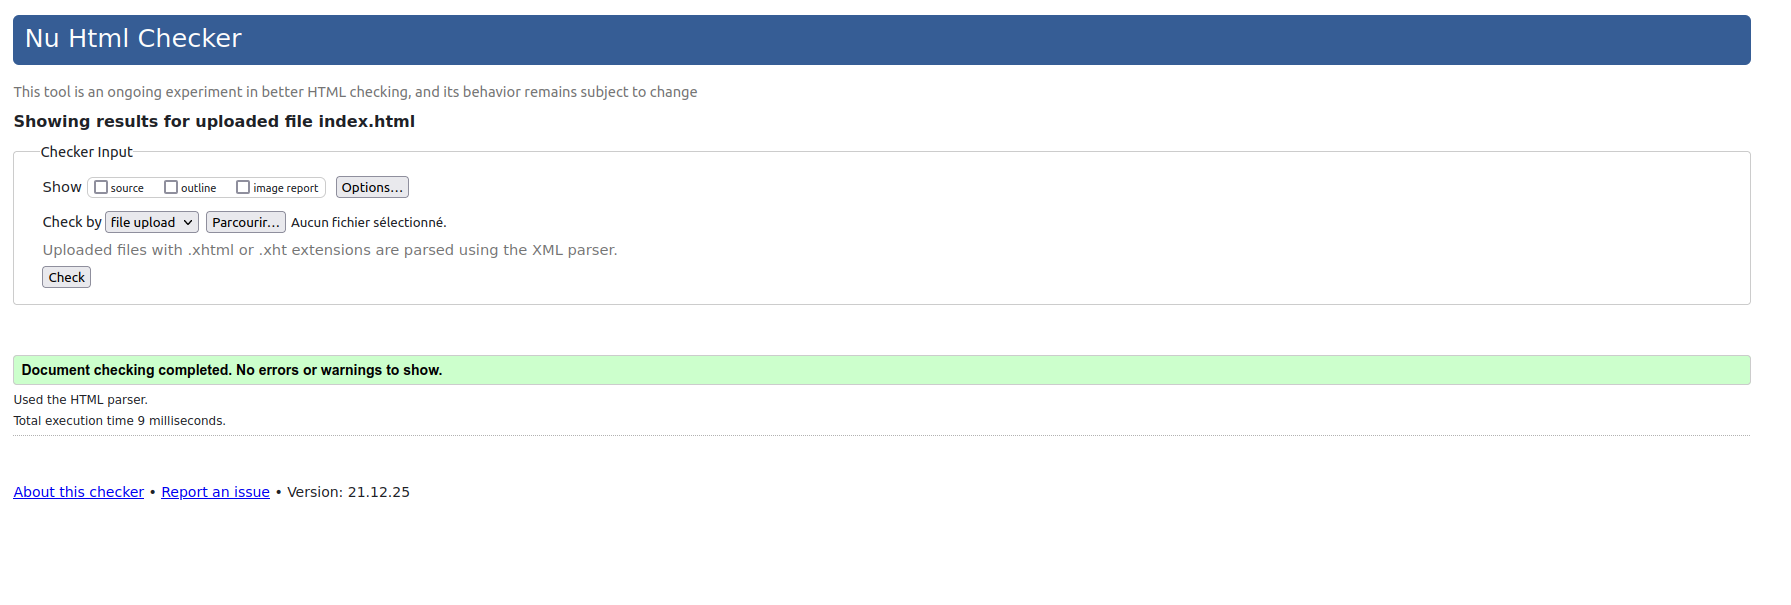 Nu Html Checker
This tool is an ongoing experiment in better HTML checking, and its behavior remains subject to change
Showing results for uploaded file index.html
Checker Input
Show source outline image report Options...
Check by file upload Parcourir... Aucun fichier sélectionné.
Uploaded files with .xhtml or .xht extensions are parsed using the XML parser.
Check
Document checking completed. No errors or warnings to show.
Used the HTML parser.
Total execution time 9 milliseconds.
About this checker • Report an issue • Version: 21.12.25